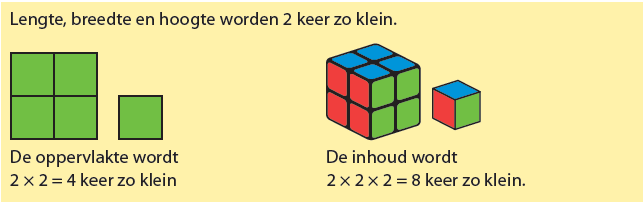 Lengte, breedte en hoogte worden 2 keer zo klein.
De oppervlakte wordt
2 × 2 = 4 keer zo klein
De inhoud wordt
2 × 2 × 2 = 8 keer zo klein.